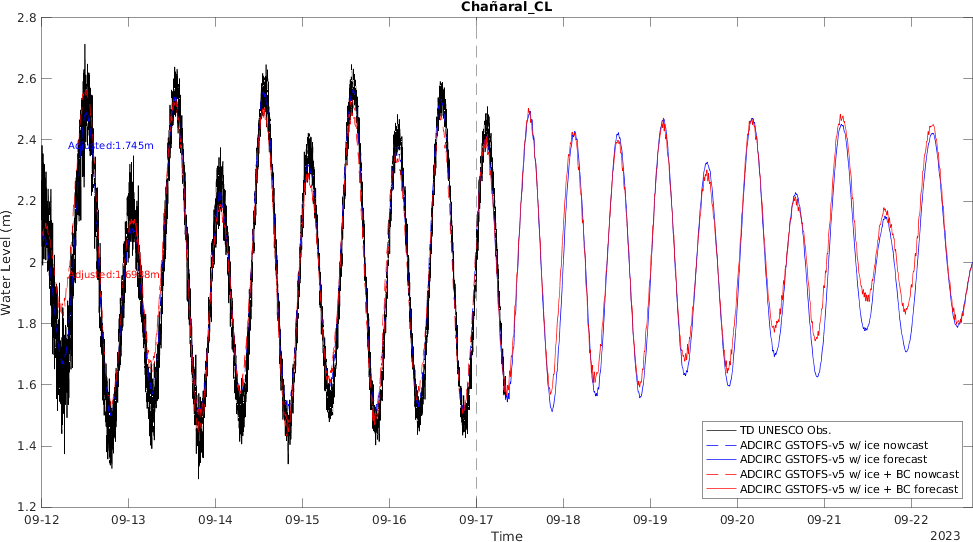 Chañaral_CL
2.8
2.6
2.4
2.2
2
1.8
1.6
1.4
1.2
Water Level (m)
Adjusted:1.745m
TD UNESCO Obs.
ADCIRC GSTOFS-v5 w/ ice nowcast
ADCIRC GSTOFS-v5 w/ ice forecast
ADCIRC GSTOFS-v5 w/ ice + BC nowcast
ADCIRC GSTOFS-v5 w/ ice + BC forecast
09-12 09-13 09-14 09-15 09-16 09-17 09-18 09-19 09-20 09-21 09-22
Time
2023